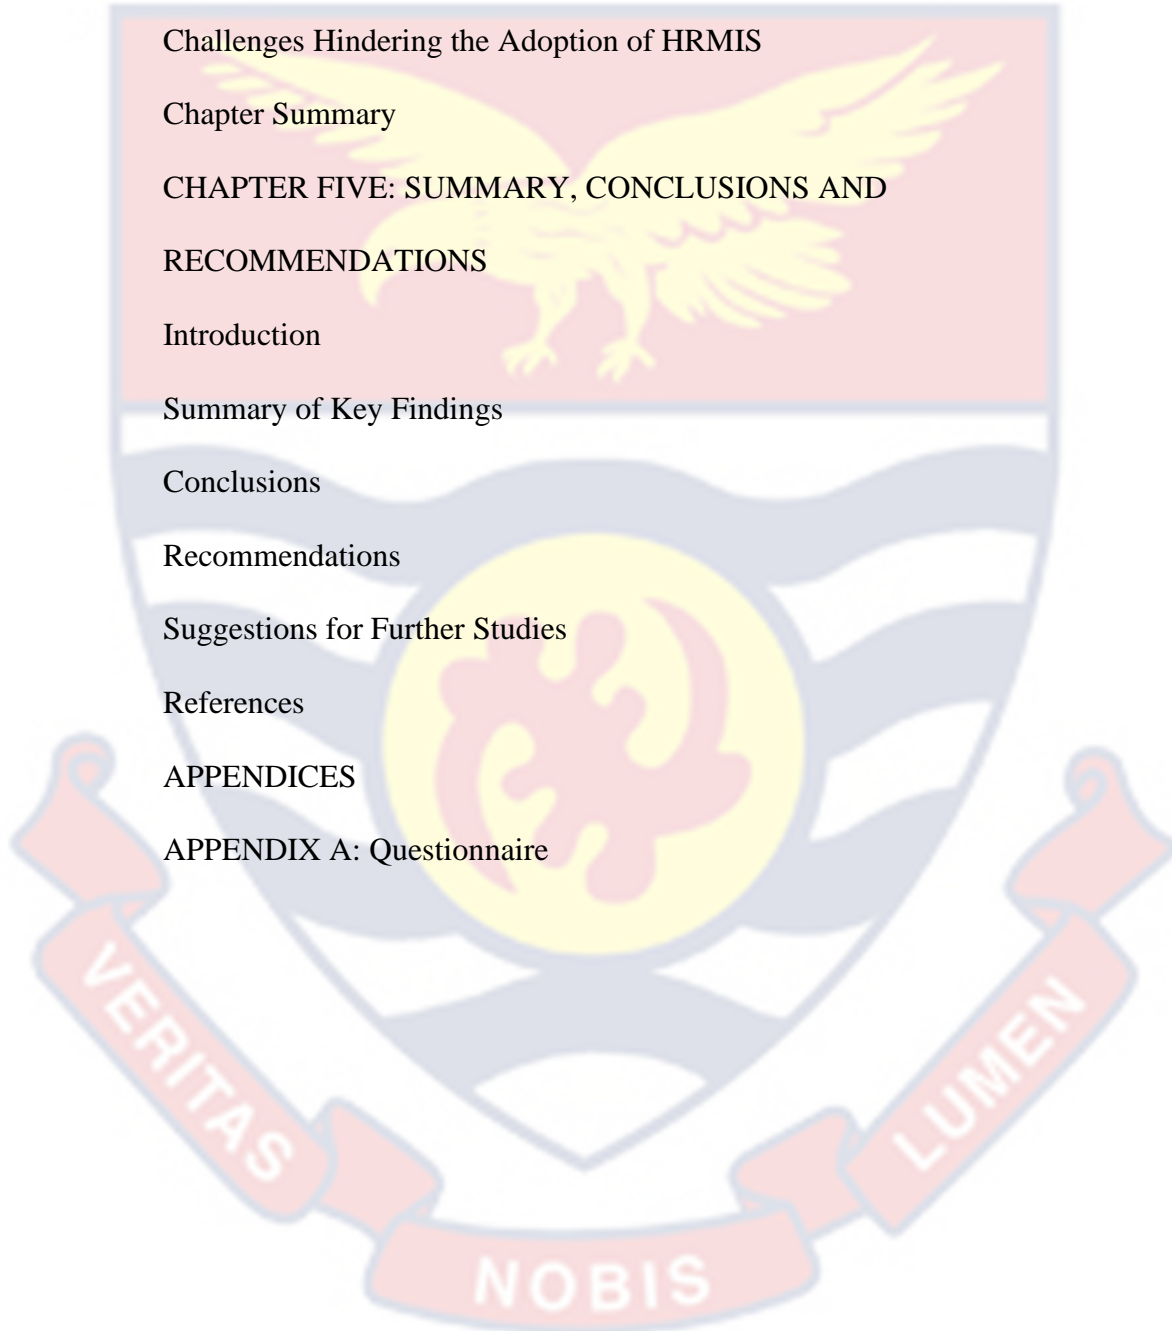 Challenges Hindering the Adoption of HRMIS
Chapter Summary
CHAPTER FIVE: SUMMARY, CONCLUSIONS AND
RECOMMENDATIONS
Introduction
Summary of Key Findings
Conclusions
Recommendations
Suggestions for Further Studies
References
APPENDICES
APPENDIX A: Questionnaire
VERITAS
NOBIS
LUMEN